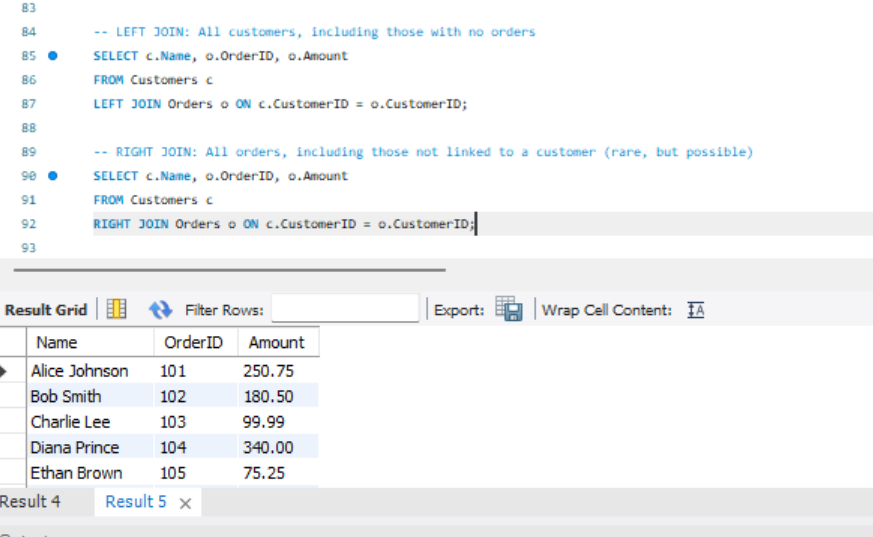 83
84 -- LEFT JOIN: All customers, including those with no orders
85 SELECT c.Name, o.OrderID, o.Amount
86 FROM Customers c
87 LEFT JOIN Orders o ON c.CustomerID = o.CustomerID;
88
89 -- RIGHT JOIN: All orders, including those not linked to a customer (rare, but possible)
90 SELECT c.Name, o.OrderID, o.Amount
91 FROM Customers c
92 RIGHT JOIN Orders o ON c.CustomerID = o.CustomerID;
93
Result Grid Filter Rows: Export: Wrap Cell Content: IA
Name OrderID Amount
Alice Johnson 101 250.75
Bob Smith 102 180.50
Charlie Lee 103 99.99
Diana Prince 104 340.00
Ethan Brown 105 75.25
Result 4 Result 5 ×